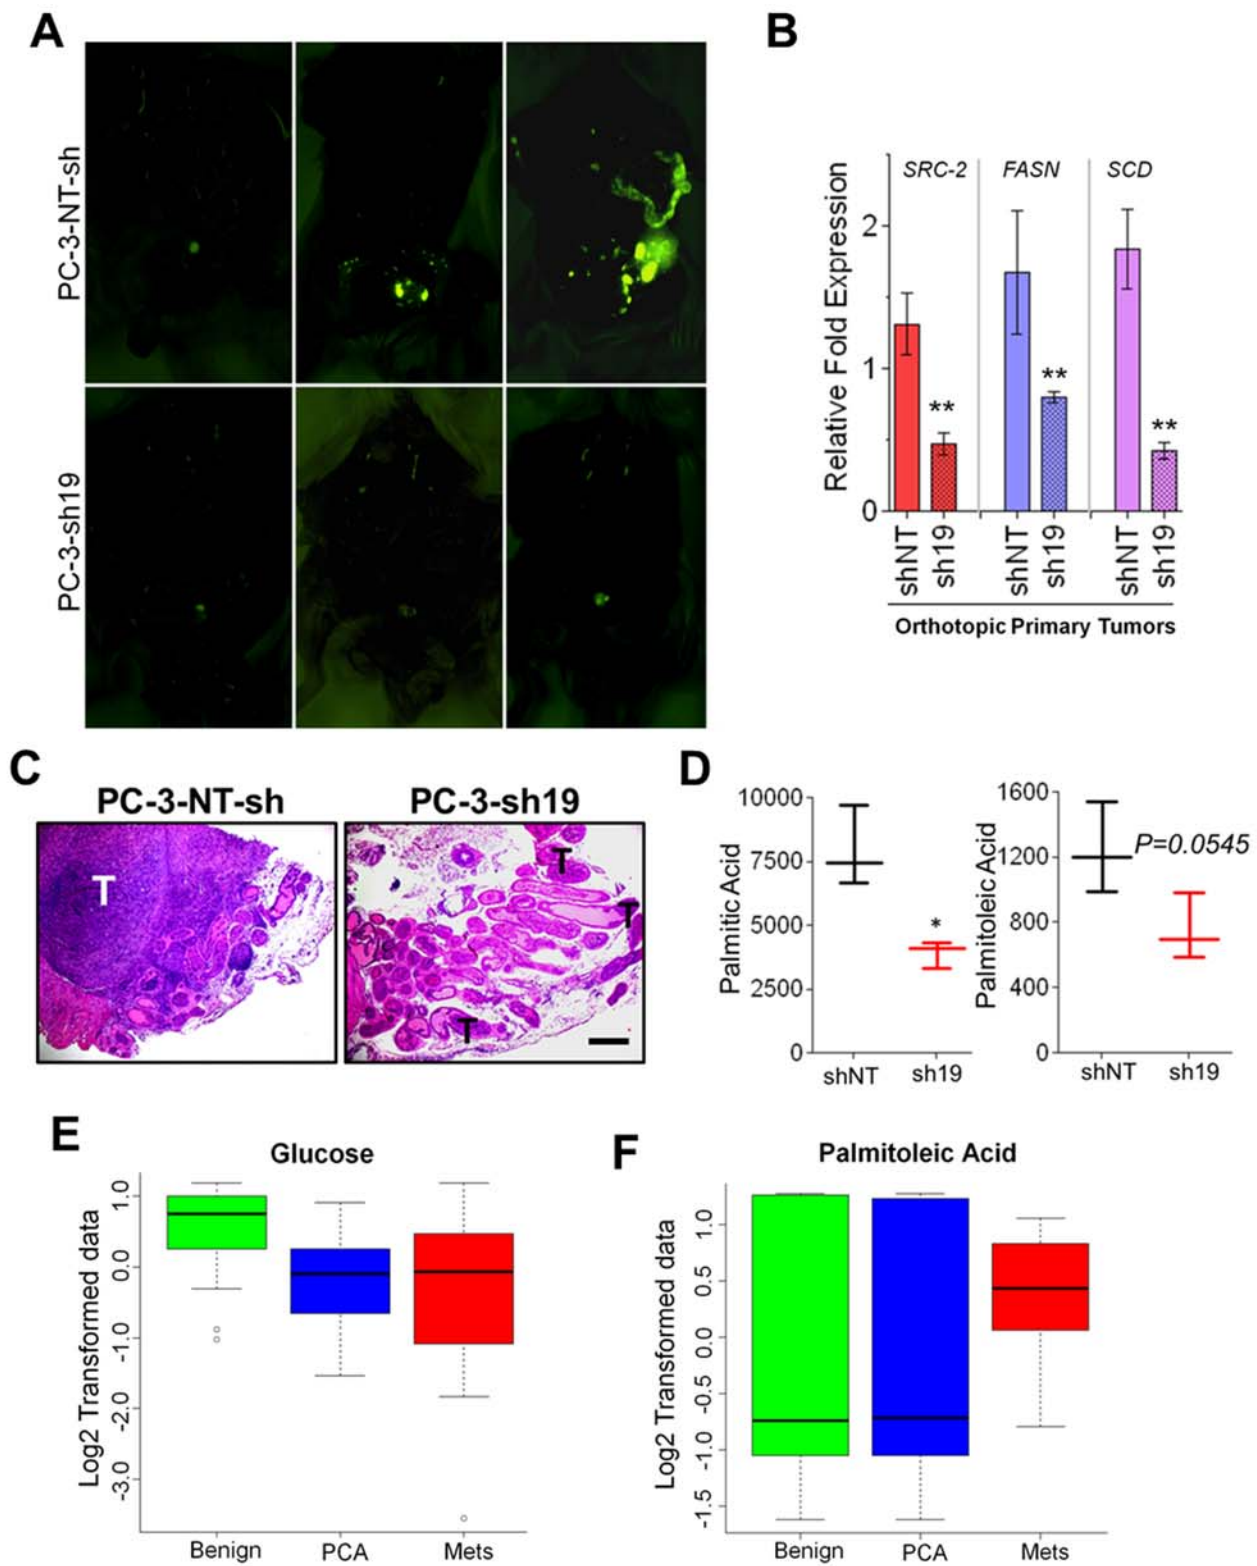 A
PC-3-NT-sh
PC-3-sh19
B
Relative Fold Expression
2
1
0
SRC-2
FASN
SCD
**
**
**
shNT
sh19
shNT
sh19
shNT
sh19
Orthotopic Primary Tumors
C
PC-3-NT-sh
PC-3-sh19
T
T
T
T
D
Palmitic Acid
10000
7500
5000
2500
0
*
shNT
sh19
Palmitoleic Acid
1600
1200
800
400
0
P=0.0545
shNT
sh19
E
Glucose
Log2 Transformed data
1.0
0.0
-1.0
-2.0
-3.0
Benign
PCA
Mets
F
Palmitoleic Acid
Log2 Transformed data
1.0
0.5
0.0
-0.5
-1.0
-1.5
Benign
PCA
Mets